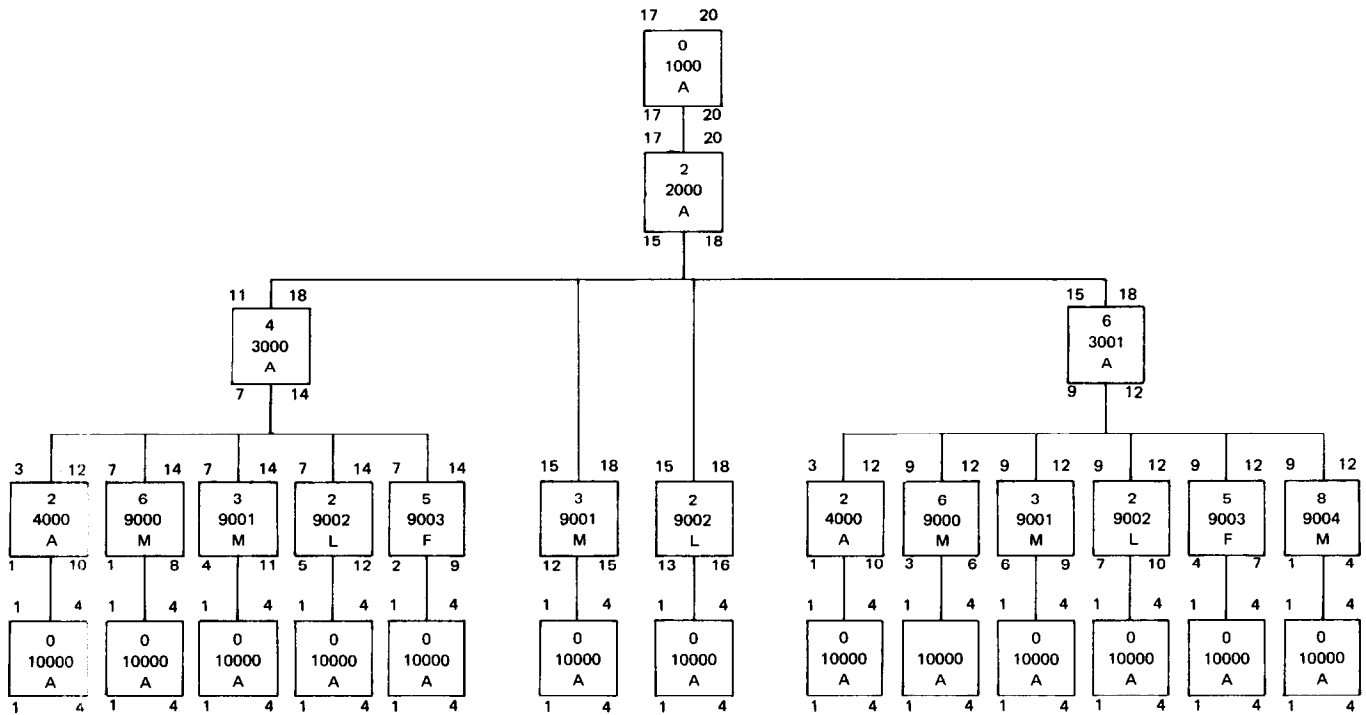 17 20
0
1000
A
17 20
17 20
2
2000
A
15 18
11 18 15 18
4 6
3000 3001
A A
7 14 9 12
3 12 7 14 7 14 7 14 7 14 15 18 15 18 3 12 9 12 9 12 9 12 9 12 9 12
2 6 3 2 5 3 2 2 6 3 2 5 8
4000 9000 9001 9002 9003 9001 9002 4000 9000 9001 9002 9003 9004
A M M L F M L A M M L F M
1 10 1 8 4 11 5 12 2 9 12 15 13 16 1 10 3 6 6 9 7 10 4 7 1 4
1 4 1 4 1 4 1 4 1 4 1 4 1 4 1 4 1 4 1 4 1 4 1 4 1 4
0 0 0 0 0 0 0 0 0 0 0 0
10000 10000 10000 10000 10000 10000 10000 10000 10000 10000 10000 10000 10000
A A A A A A A A A A A A A
1 4 1 4 1 4 1 4 1 4 1 4 1 4 1 4 1 4 1 4 1 4 1 4 1 4